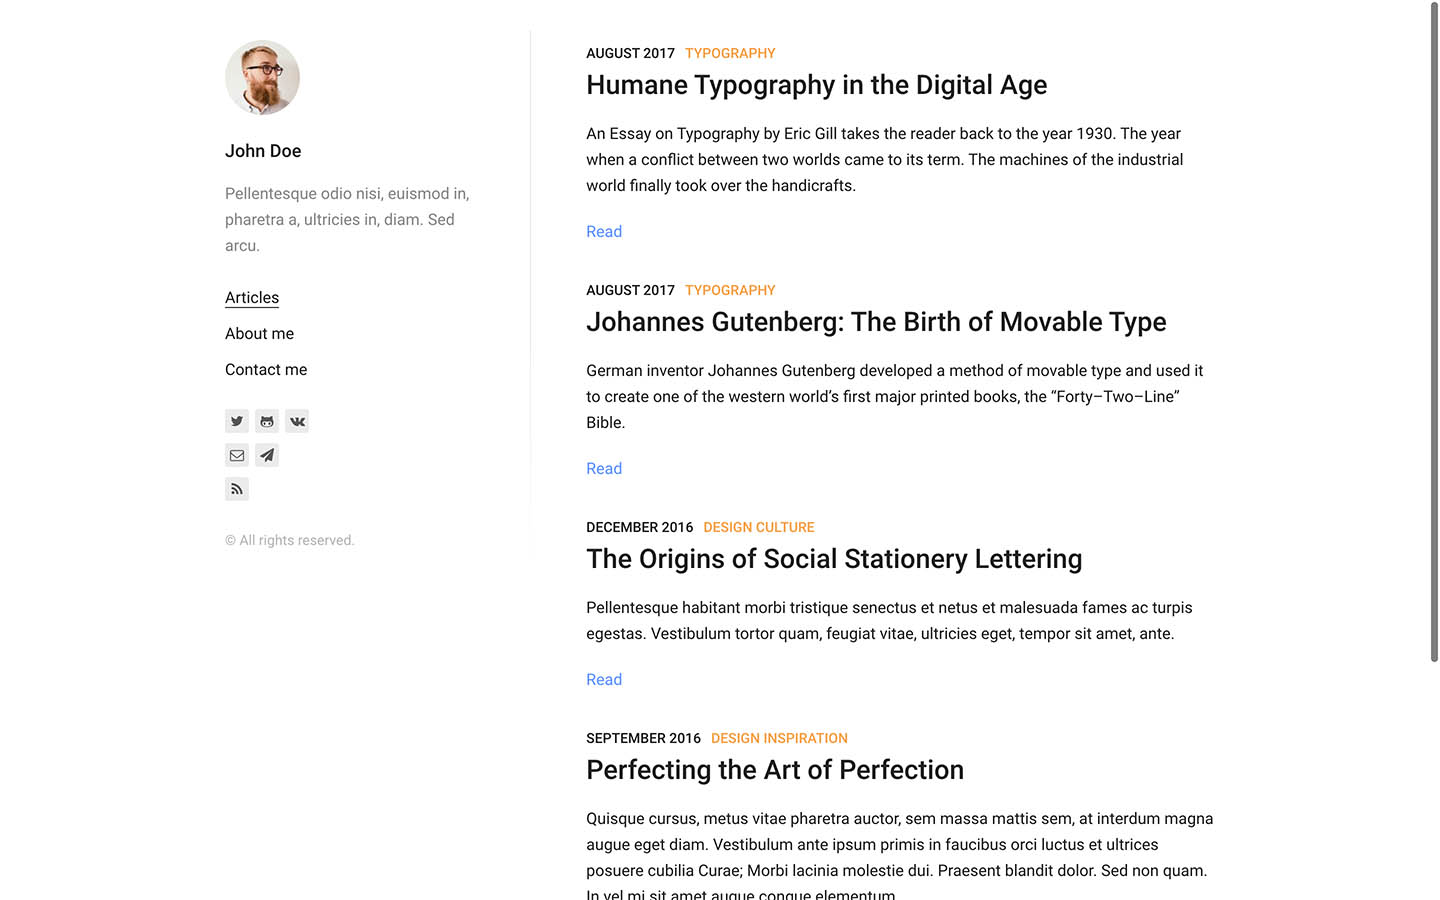 John Doe
Pellentesque odio nisi, euismod in,
pharetra a, ultricies in, diam. Sed
arcu.
Articles
About me
Contact me
© All rights reserved.
AUGUST 2017 TYPOGRAPHY
Humane Typography in the Digital Age
An Essay on Typography by Eric Gill takes the reader back to the year 1930. The year
when a conflict between two worlds came to its term. The machines of the industrial
world finally took over the handicrafts.
Read
AUGUST 2017 TYPOGRAPHY
Johannes Gutenberg: The Birth of Movable Type
German inventor Johannes Gutenberg developed a method of movable type and used it
to create one of the western world’s first major printed books, the “Forty–Two–Line”
Bible.
Read
DECEMBER 2016 DESIGN CULTURE
The Origins of Social Stationery Lettering
Pellentesque habitant morbi tristique senectus et netus et malesuada fames ac turpis
egestas. Vestibulum tortor quam, feugiat vitae, ultricies eget, tempor sit amet, ante.
Read
SEPTEMBER 2016 DESIGN INSPIRATION
Perfecting the Art of Perfection
Quisque cursus, metus vitae pharetra auctor, sem massa mattis sem, at interdum magna
augue eget diam. Vestibulum ante ipsum primis in faucibus orci luctus et ultrices
posuere cubilia Curae; Morbi lacinia molestie dui. Praesent blandit dolor. Sed non quam.
In vel mi sit amet augue congue elementum.